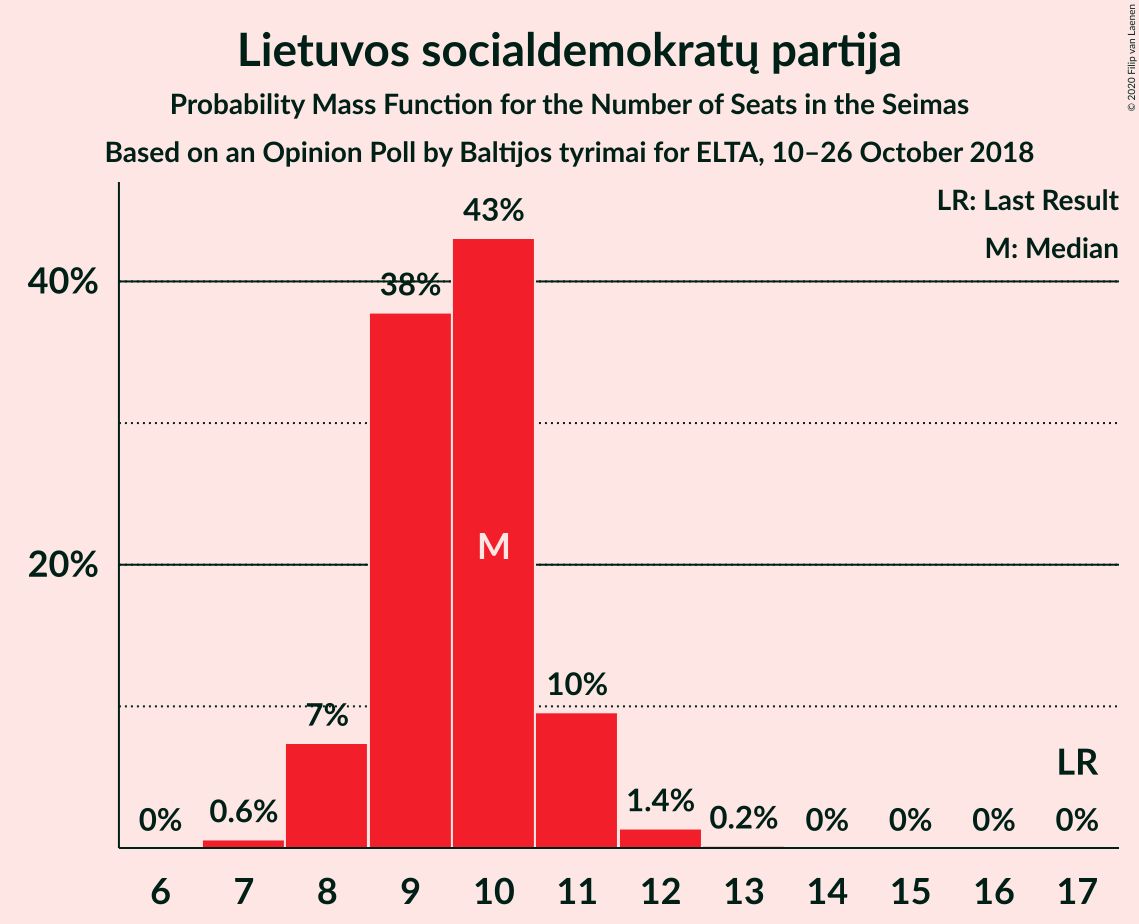 Lietuvos socialdemokratų partija
Probability Mass Function for the Number of Seats in the Seimas
Based on an Opinion Poll by Baltijos tyrimai for ELTA, 10–26 October 2018
© 2020 Filip van Laenen
LR: Last Result
M: Median
40%
20%
0%
0.6%
7%
38%
43%
10%
1.4%
0.2%
0%
0%
0%
0%
M
LR
6 7 8 9 10 11 12 13 14 15 16 17